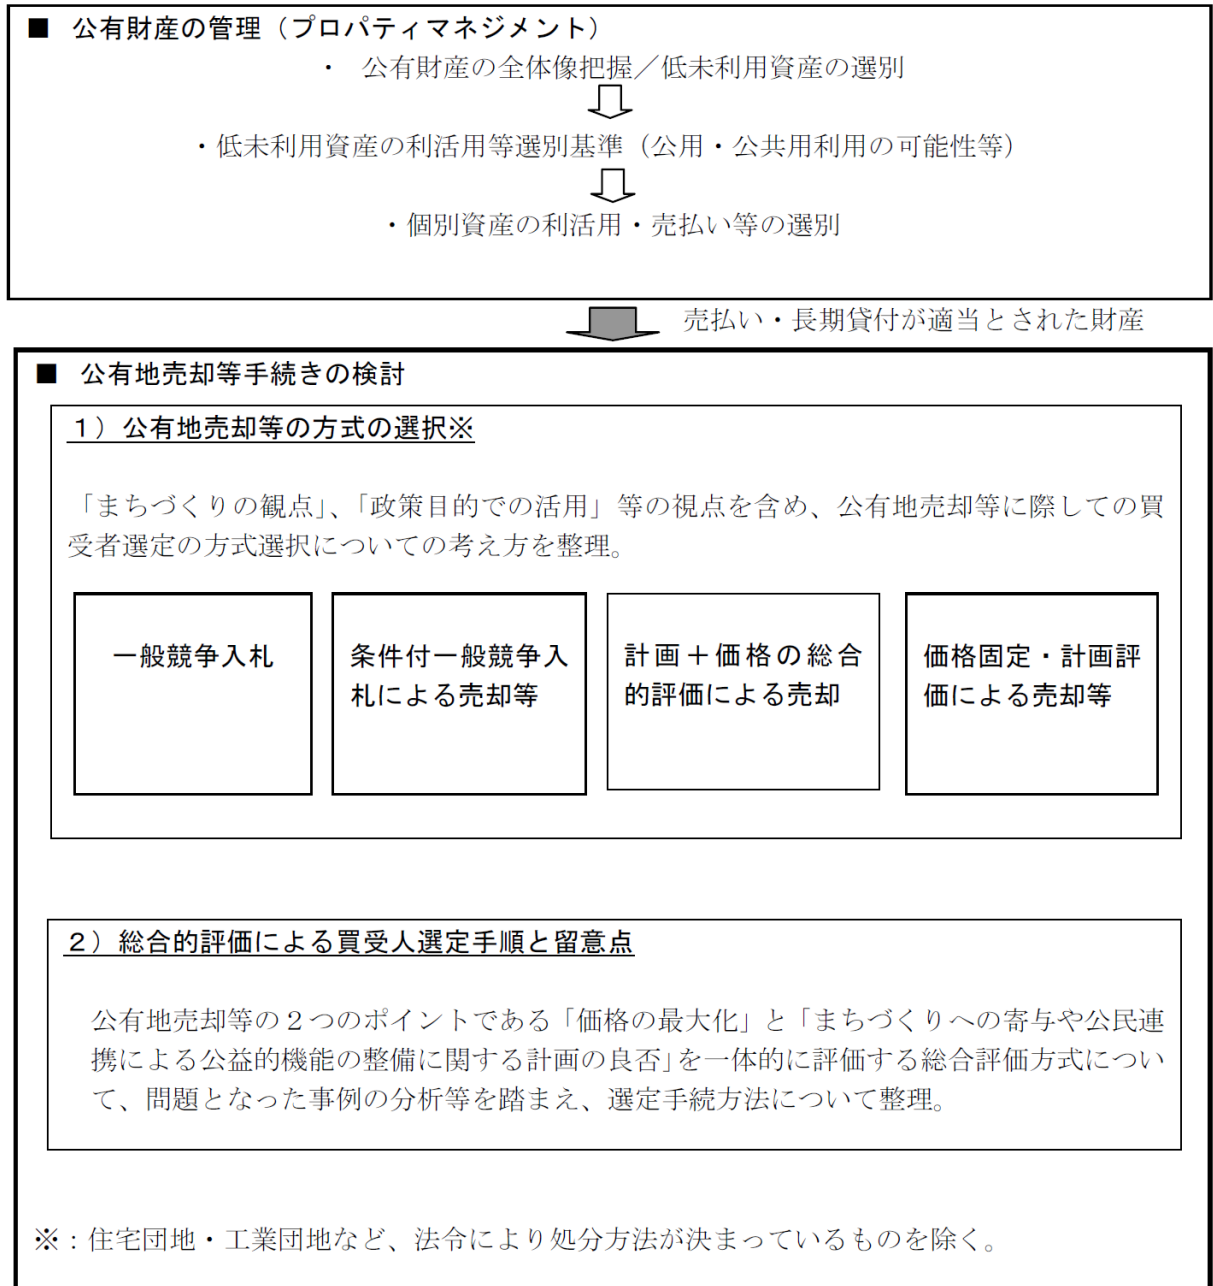 ■ 公有財産の管理（プロパティマネジメント）
・ 公有財産の全体像把握／低未利用資産の選別
・低未利用資産の利活用等選別基準（公用・公共用利用の可能性等）
・個別資産の利活用・売払い等の選別
売払い・長期貸付が適当とされた財産
■ 公有地売却等手続きの検討
１）公有地売却等の方式の選択※
「まちづくりの観点」、「政策目的での活用」等の視点を含め、公有地売却等に際しての買
受者選定の方式選択についての考え方を整理。
一般競争入札
条件付一般競争入
札による売却等
計画＋価格の総合
的評価による売却
価格固定・計画評
価による売却等
２）総合的評価による買受人選定手順と留意点
公有地売却等の２つのポイントである「価格の最大化」と「まちづくりへの寄与や公民連
携による公益的機能の整備に関する計画の良否」を一体的に評価する総合評価方式につい
て、問題となった事例の分析等を踏まえ、選定手続方法について整理。
※：住宅団地・工業団地など、法令により処分方法が決まっているものを除く。